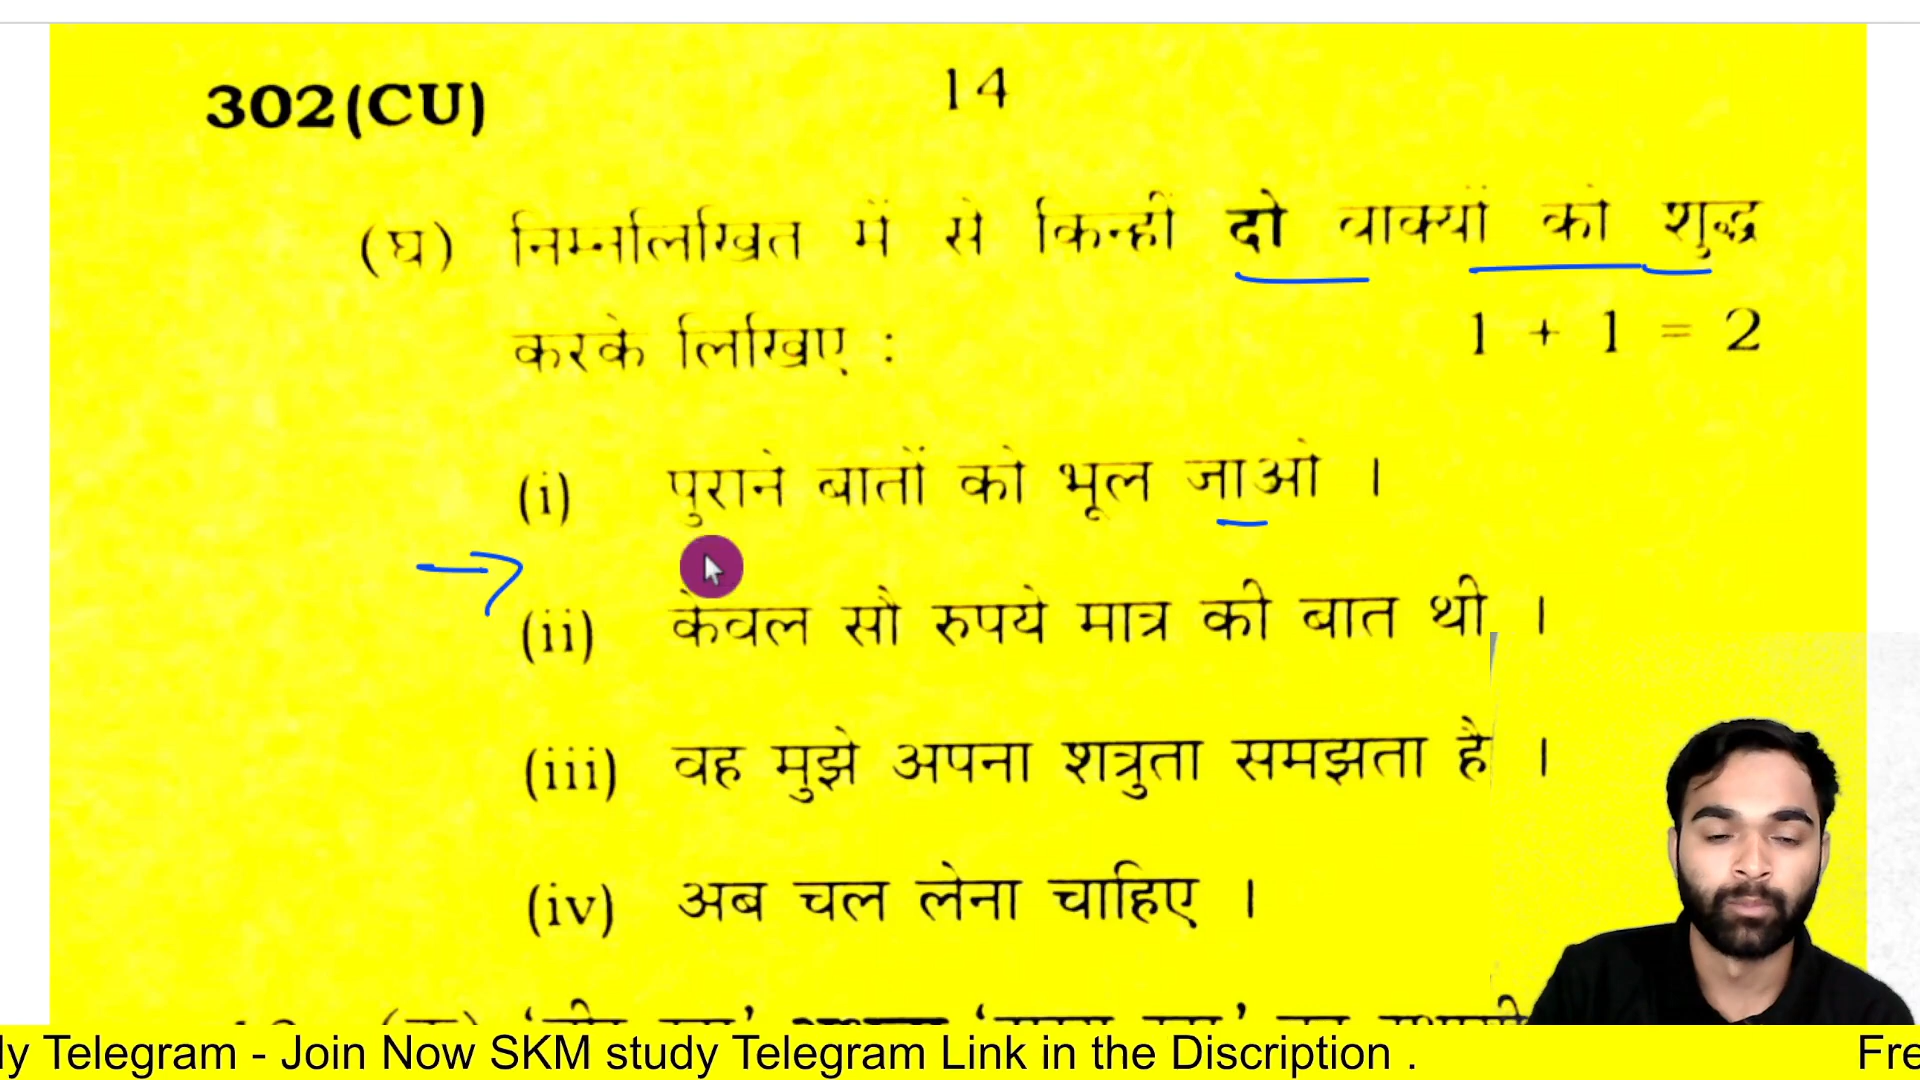 302(CU)
14
(घ) निम्नलिखित में से किन्हीं दो वाक्यों को शुद्ध
करके लिखिए :
1 + 1 = 2
(i) पुराने बातों को भूल जाओ ।
(ii) केवल सौ रुपये मात्र की बात थी ।
(iii) वह मुझे अपना शत्रुता समझता है ।
(iv) अब चल लेना चाहिए ।
ly Telegram - Join Now SKM study Telegram Link in the Discription . Fre